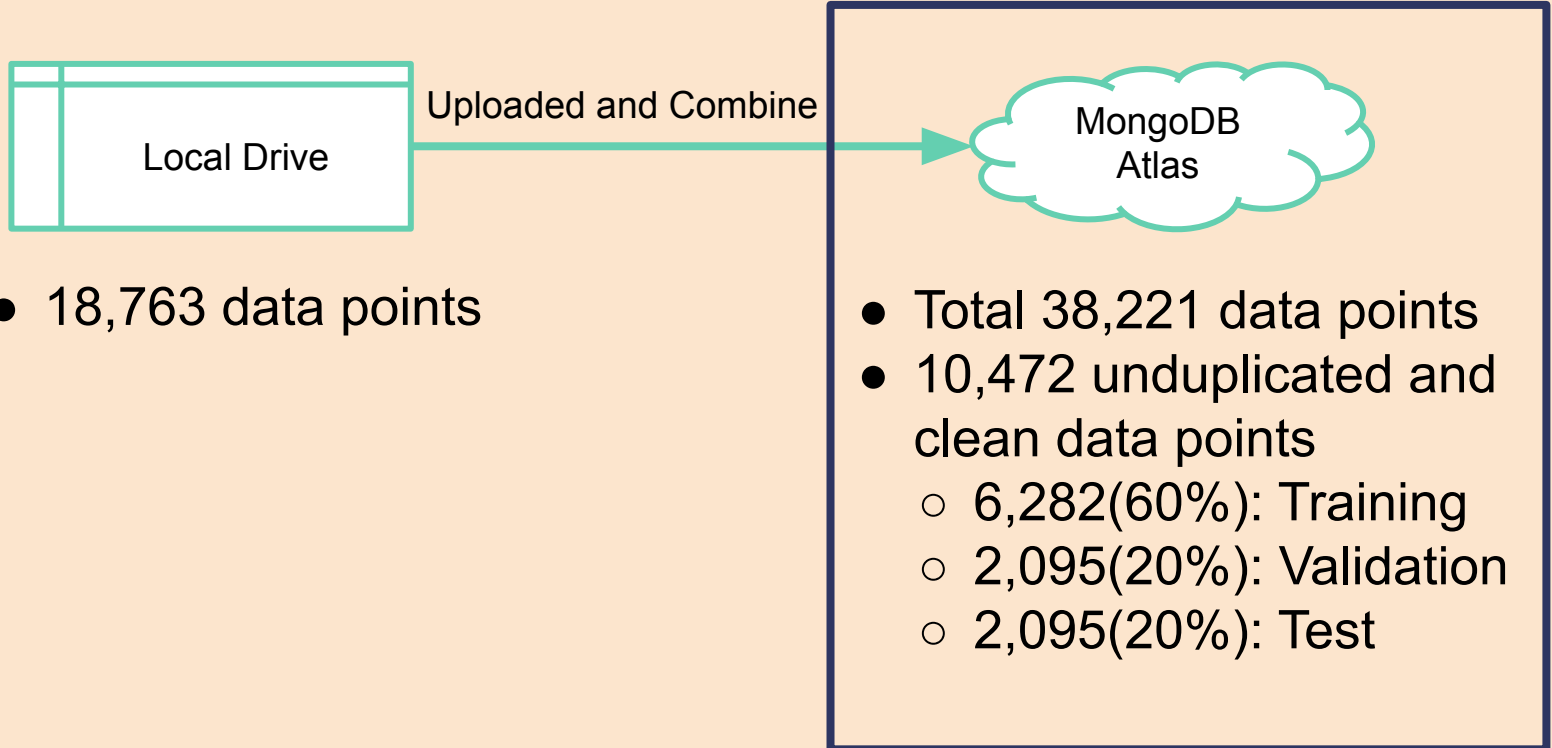 Local Drive
Uploaded and Combine
MongoDB
Atlas
● 18,763 data points
● Total 38,221 data points
● 10,472 unduplicated and
clean data points
○ 6,282(60%): Training
○ 2,095(20%): Validation
○ 2,095(20%): Test